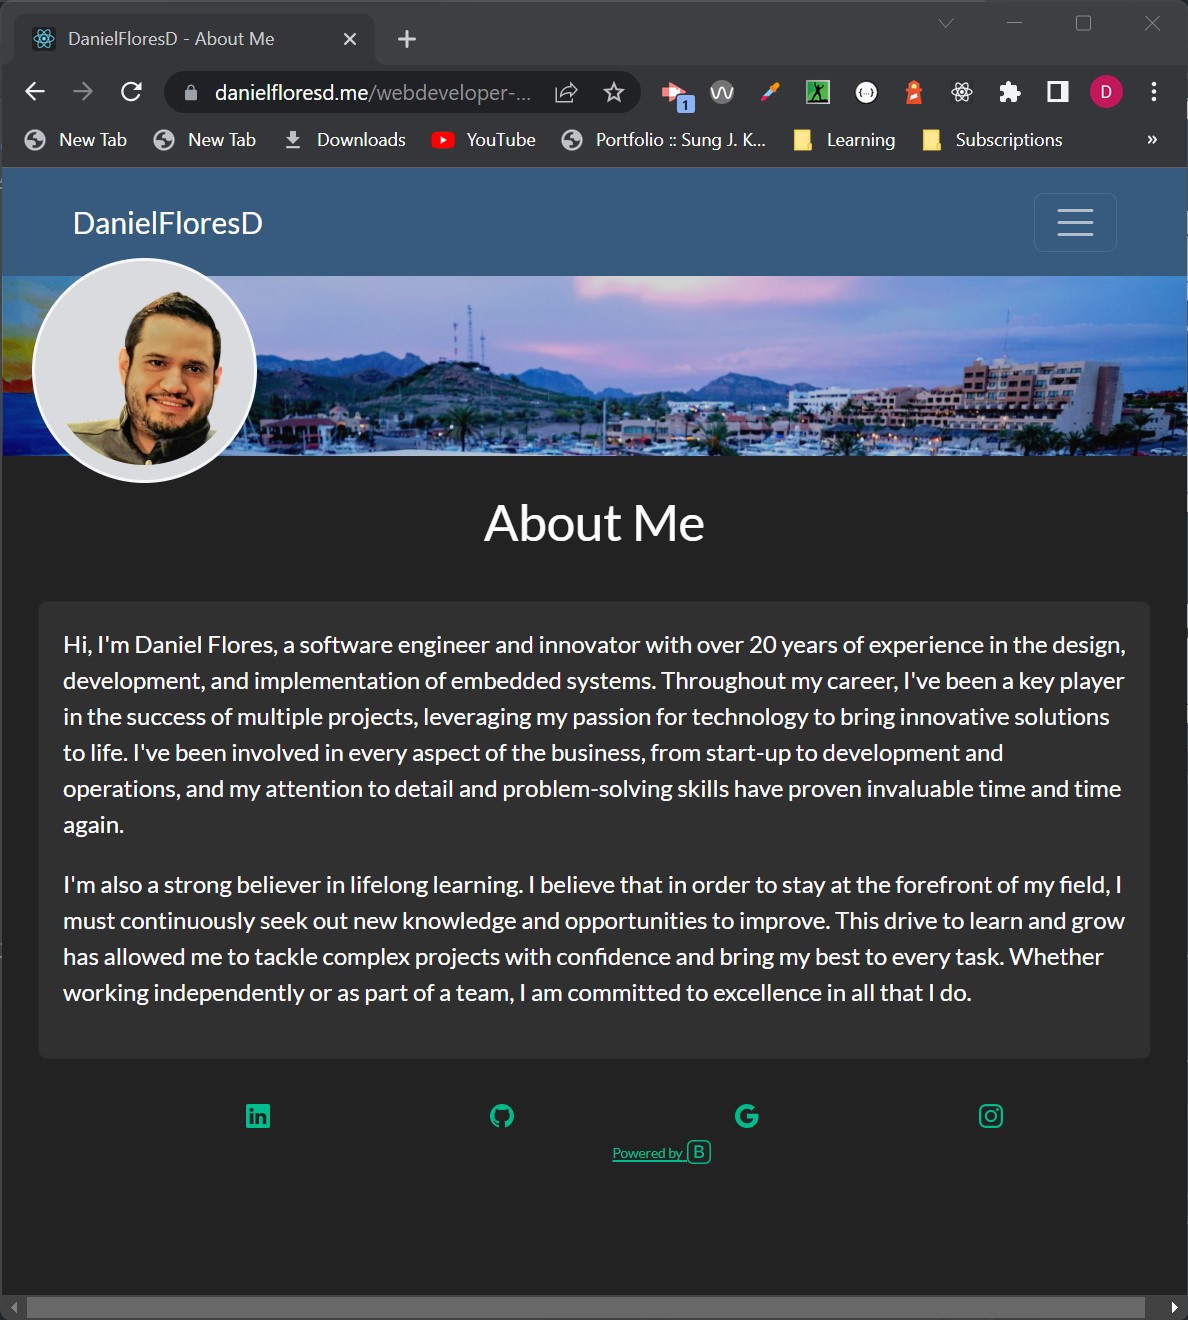 DanielFloresD - About Me
danielfloresd.me/webdeveloper-...
1
D
New Tab
New Tab
Downloads
YouTube
Portfolio :: Sung J. K...
Learning
Subscriptions
»
DanielFloresD
About Me
Hi, I'm Daniel Flores, a software engineer and innovator with over 20 years of experience in the design,
development, and implementation of embedded systems. Throughout my career, I've been a key player
in the success of multiple projects, leveraging my passion for technology to bring innovative solutions
to life. I've been involved in every aspect of the business, from start-up to development and
operations, and my attention to detail and problem-solving skills have proven invaluable time and time
again.
I'm also a strong believer in lifelong learning. I believe that in order to stay at the forefront of my field, I
must continuously seek out new knowledge and opportunities to improve. This drive to learn and grow
has allowed me to tackle complex projects with confidence and bring my best to every task. Whether
working independently or as part of a team, I am committed to excellence in all that I do.
in
G
Powered by B